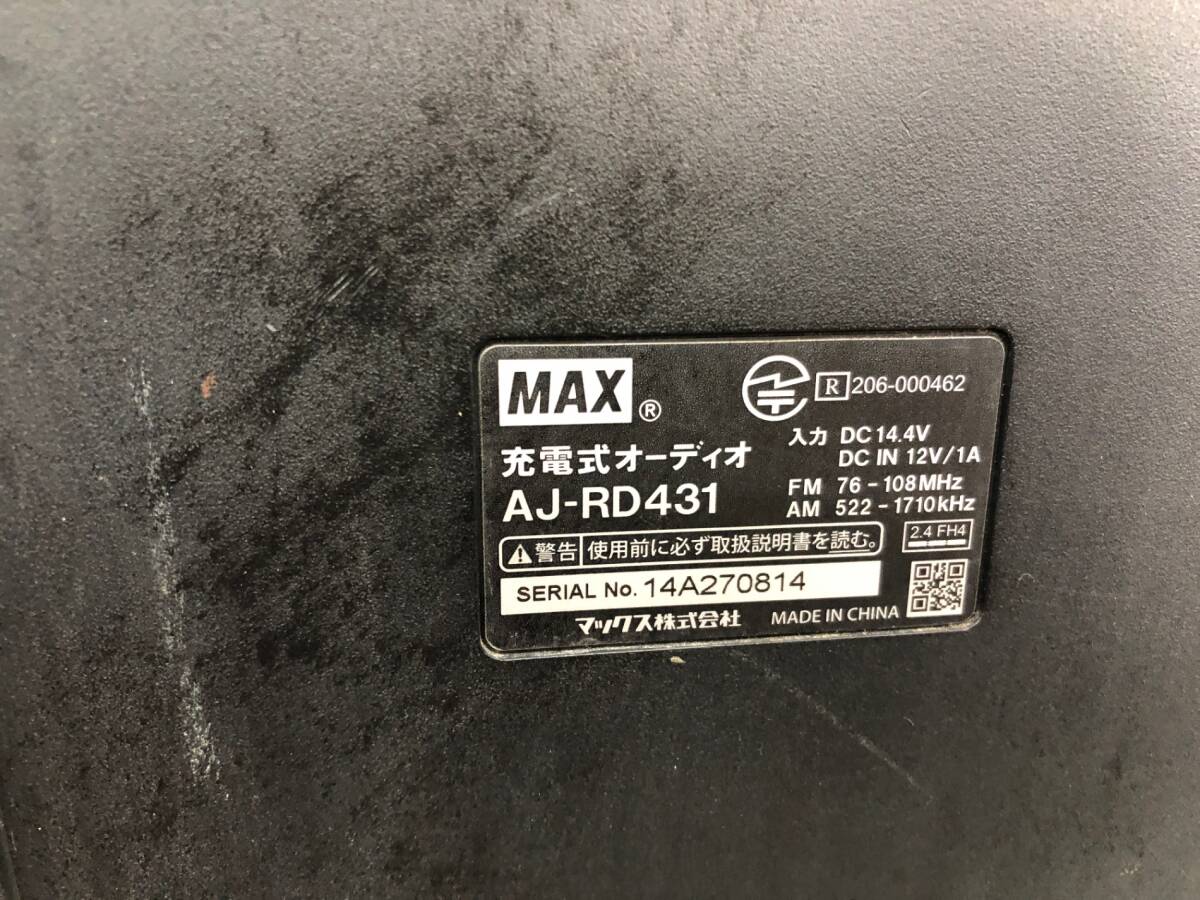 MAX ®
R 206-000462
充電式オーディオ
AJ-RD431
入力 DC 14.4V
DC IN 12V/1A
FM 76-108MHz
AM 522-1710kHz
警告 使用前に必ず取扱説明書を読む。
2.4 FH4
SERIAL No. 14A270814
マックス株式会社 MADE IN CHINA